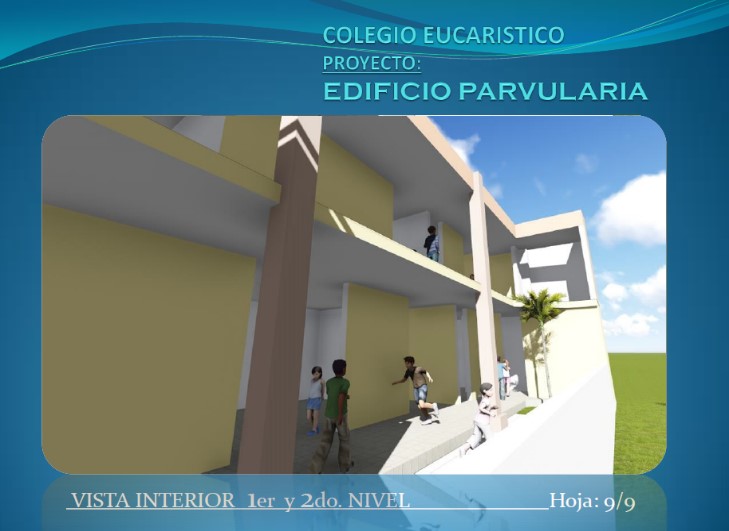 COLEGIO EUCARISTICO
PROYECTO:
EDIFICIO PARVULARIA
VISTA INTERIOR 1er y 2do. NIVEL Hoja: 9/9